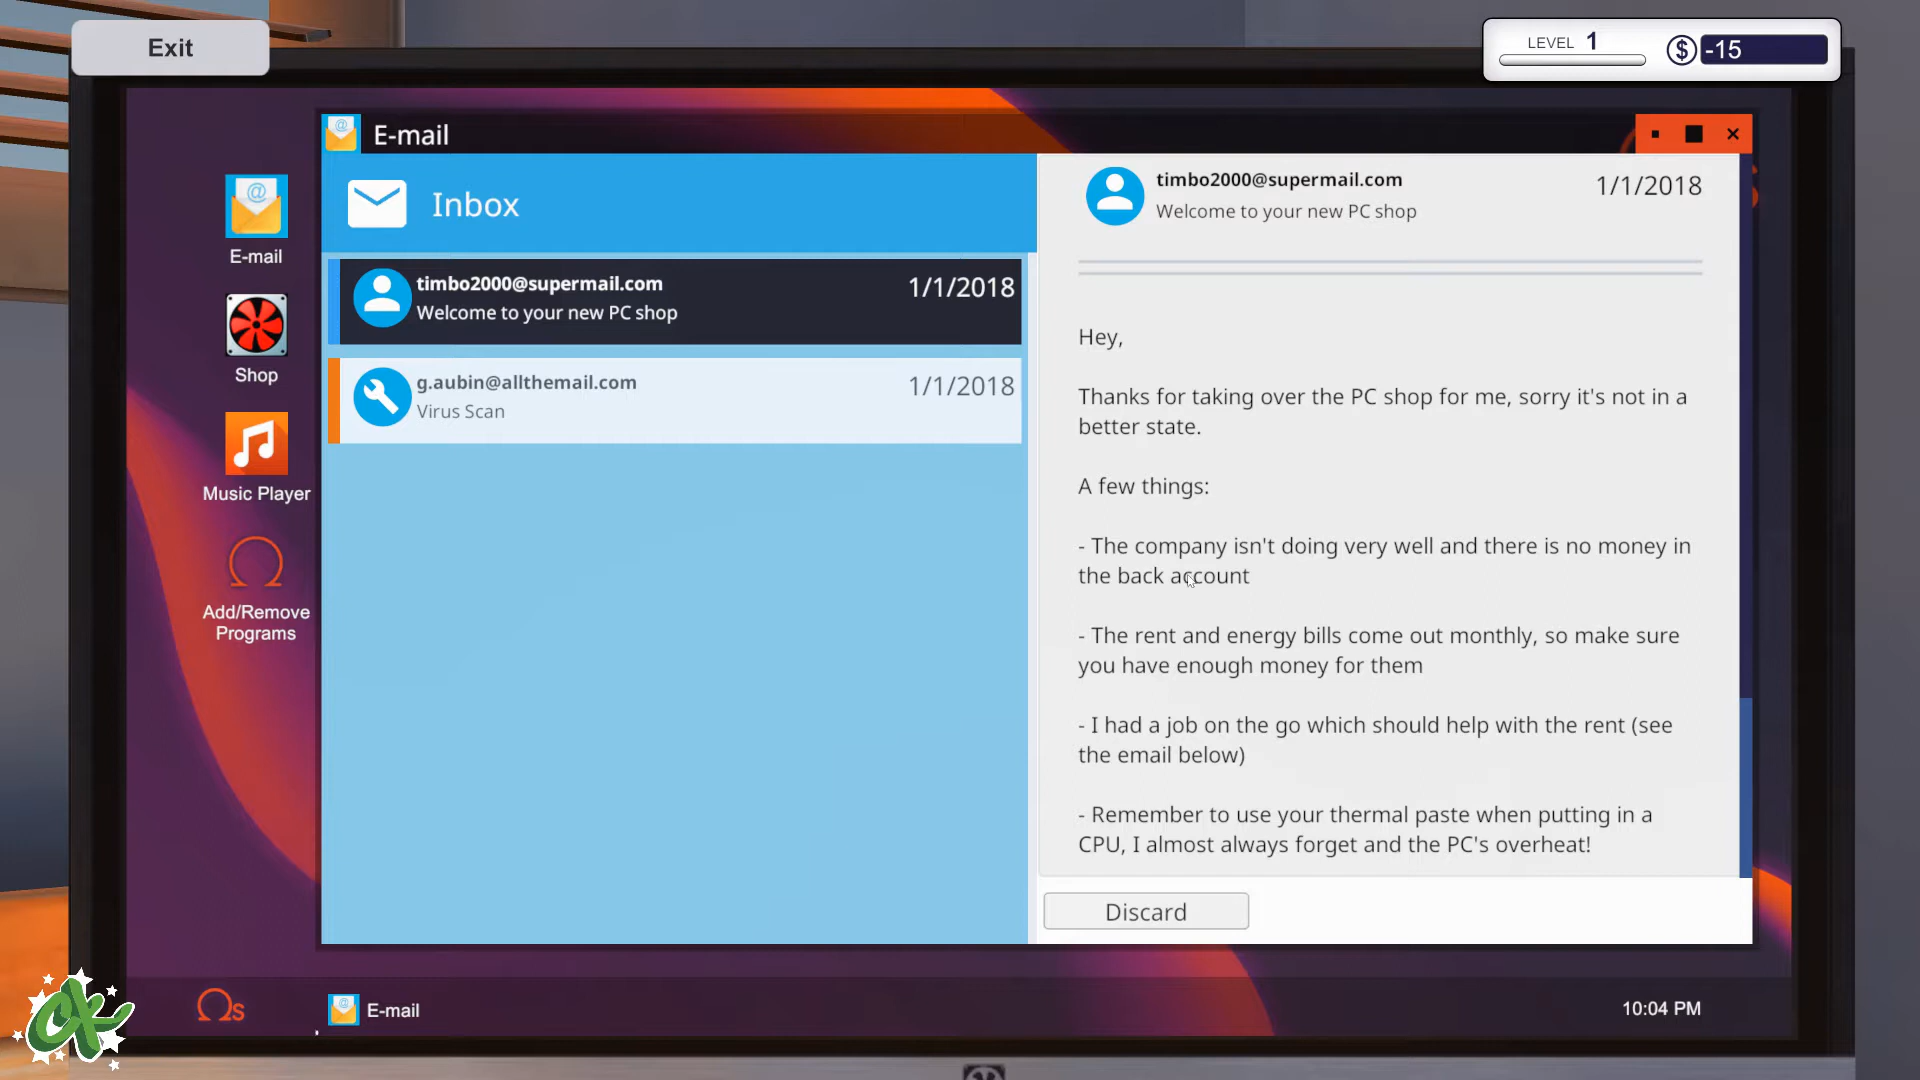 Exit
LEVEL 1
$ -15
E-mail
E-mail
Shop
Music Player
Add/Remove
Programs
Inbox
timbo2000@supermail.com
1/1/2018
Welcome to your new PC shop
g.aubin@allthemail.com
1/1/2018
Virus Scan
timbo2000@supermail.com
1/1/2018
Welcome to your new PC shop
Hey,
Thanks for taking over the PC shop for me, sorry it's not in a
better state.
A few things:
- The company isn't doing very well and there is no money in
the back account
- The rent and energy bills come out monthly, so make sure
you have enough money for them
- I had a job on the go which should help with the rent (see
the email below)
- Remember to use your thermal paste when putting in a
CPU, I almost always forget and the PC's overheat!
Discard
Ωs
E-mail
10:04 PM